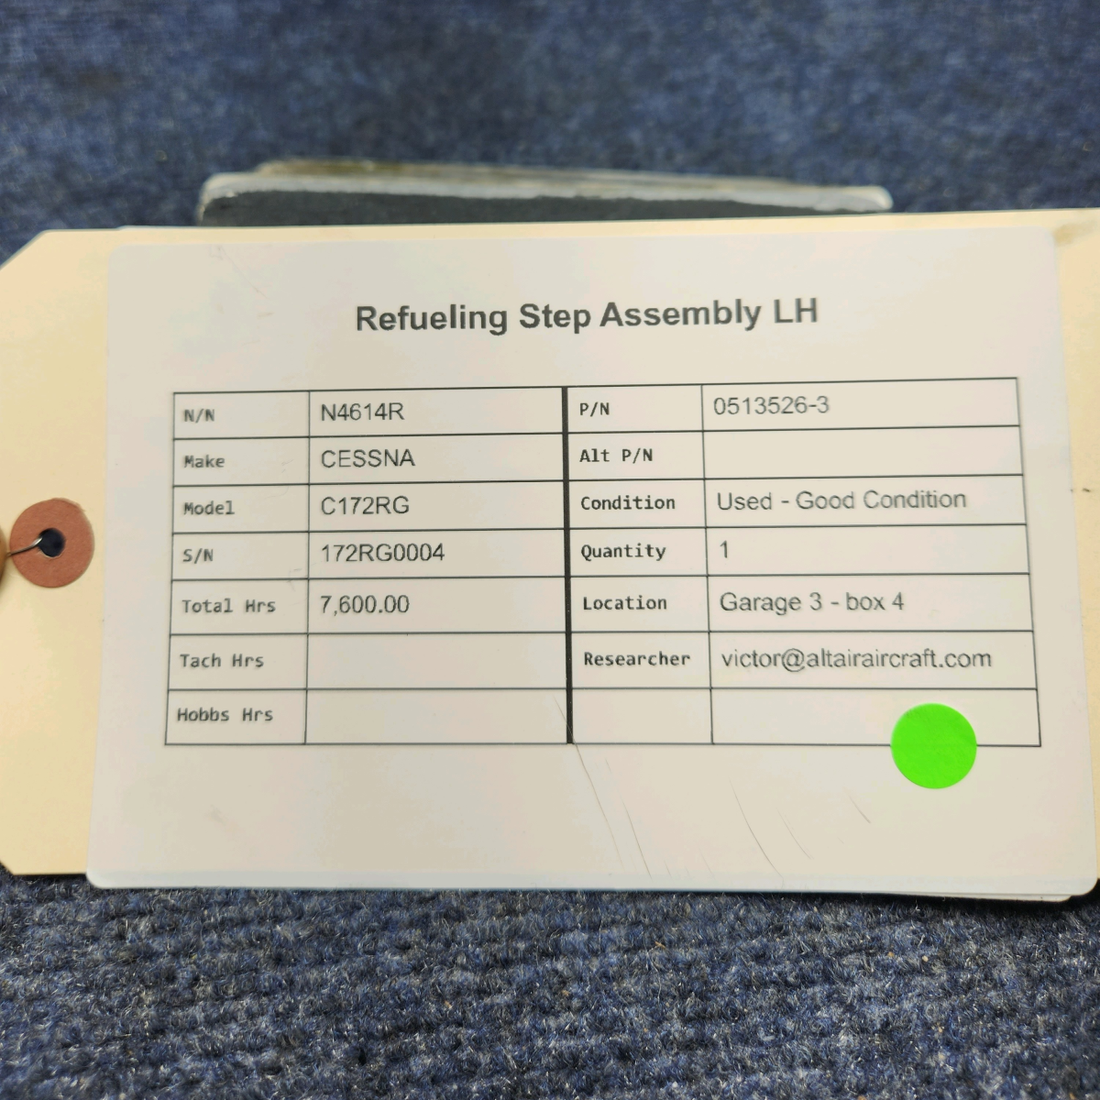 Refueling Step Assembly LH
N/N N4614R P/N 0513526-3
Make CESSNA Alt P/N
Model C172RG Condition Used - Good Condition
S/N 172RG0004 Quantity 1
Total Hrs 7,600.00 Location Garage 3 - box 4
Tach Hrs Researcher victor@altairaircraft.com
Hobbs Hrs